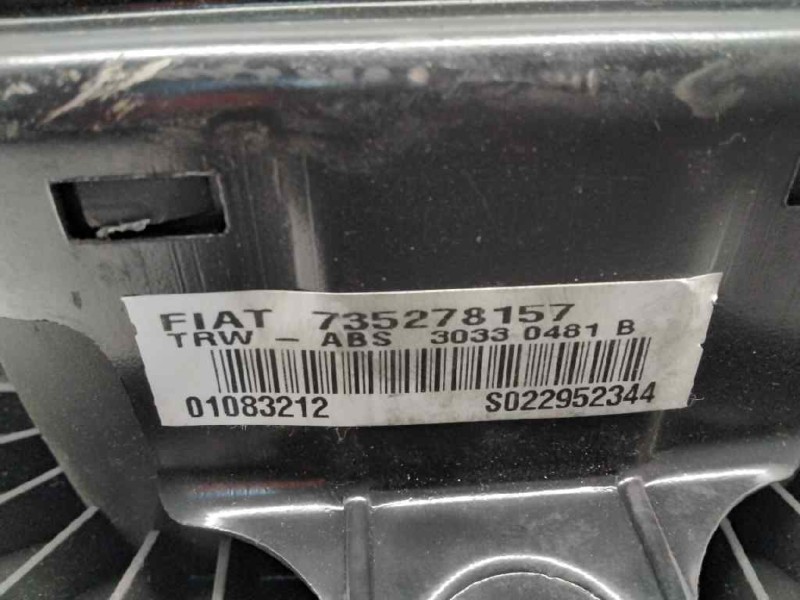 FIAT 735278157
TRW - ABS 3033 0481 B
01083212 S022952344